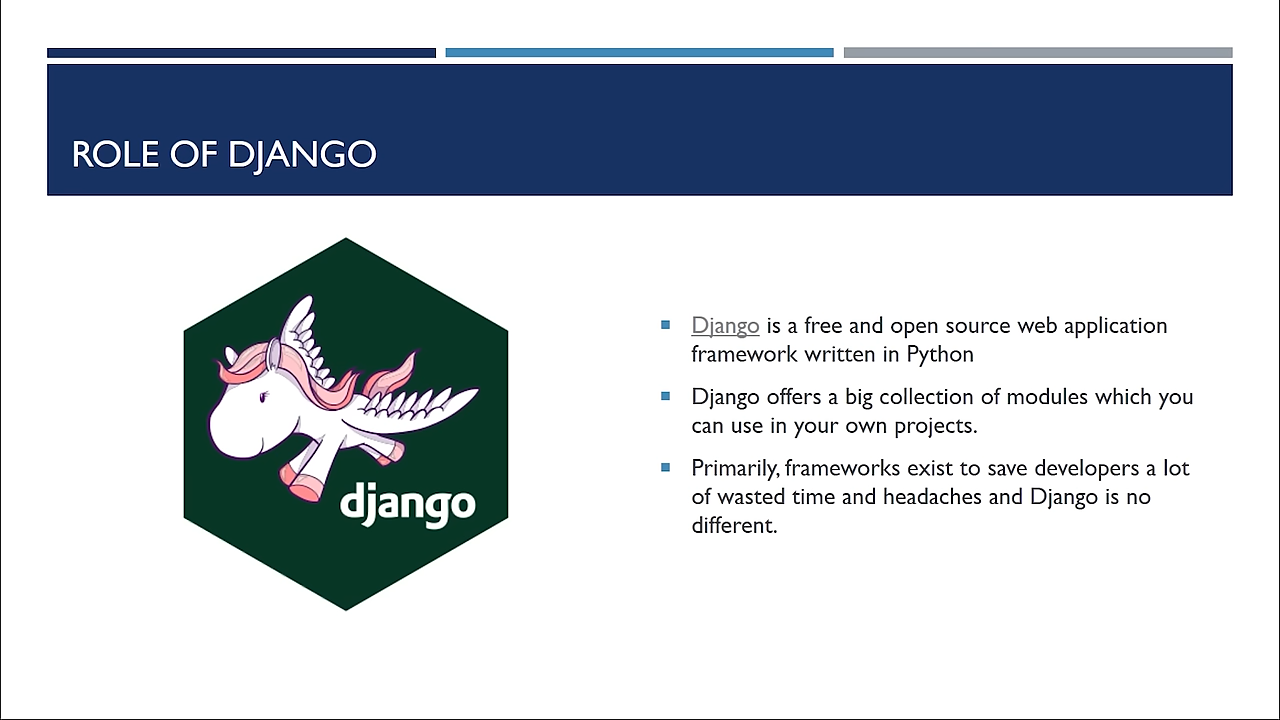 ROLE OF DJANGO
django
Django is a free and open source web application
framework written in Python
Django offers a big collection of modules which you
can use in your own projects.
Primarily, frameworks exist to save developers a lot
of wasted time and headaches and Django is no
different.